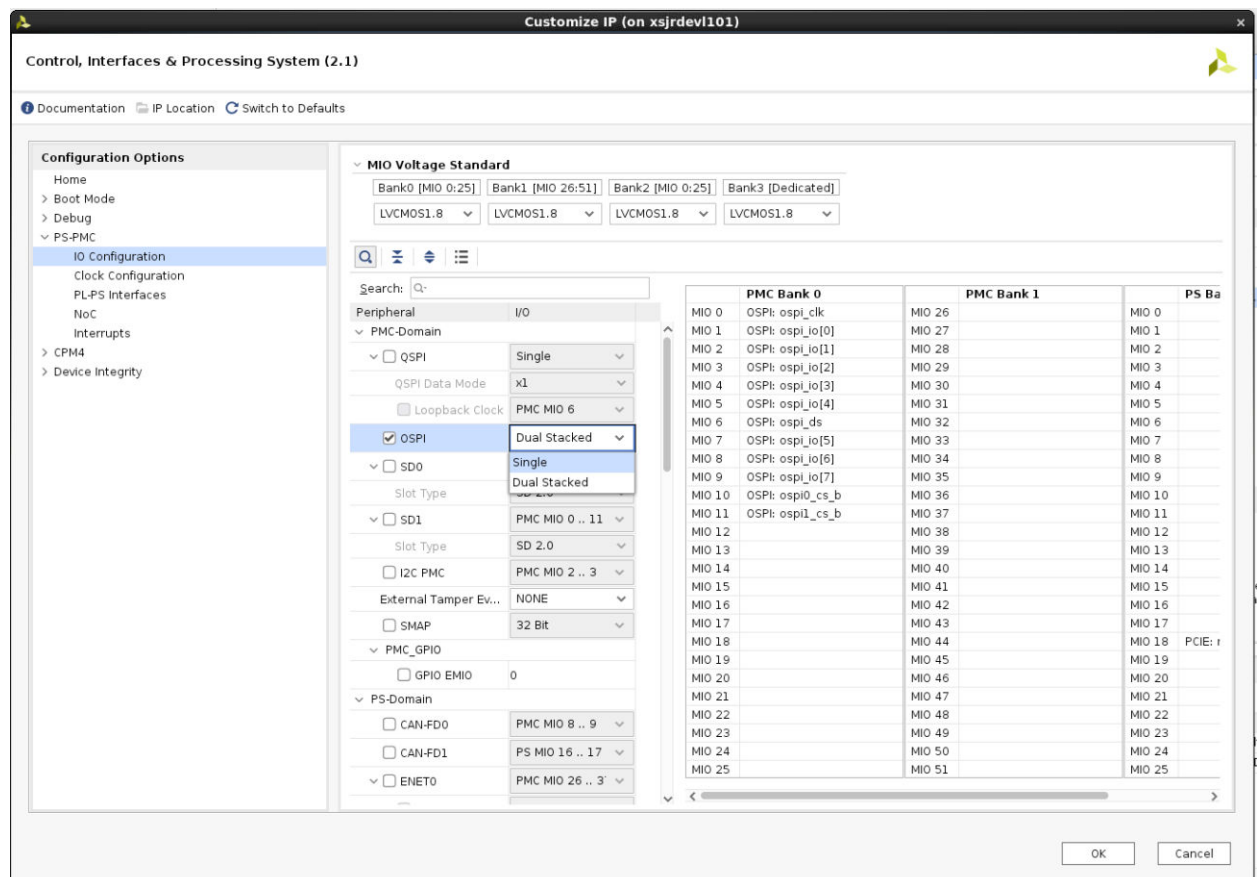 Customize IP (on xsjrdevl101)
Control, Interfaces & Processing System (2.1)
Documentation IP Location Switch to Defaults
Configuration Options
Home
Boot Mode
Debug
PS-PMC
IO Configuration
Clock Configuration
PL-PS Interfaces
NoC
Interrupts
CPM4
Device Integrity
MIO Voltage Standard
Bank0 [MIO 0:25] Bank1 [MIO 26:51] Bank2 [MIO 0:25] Bank3 [Dedicated]
LVCMOS1.8 LVCMOS1.8 LVCMOS1.8 LVCMOS1.8
Search: Q-
Peripheral I/O
PMC-Domain
QSPI Single
QSPI Data Mode x1
Loopback Clock PMC MIO 6
OSPI Dual Stacked
Single
Dual Stacked
SD0
Slot Type
SD1 PMC MIO 0 .. 11
Slot Type SD 2.0
I2C PMC PMC MIO 2 .. 3
External Tamper Ev... NONE
SMAP 32 Bit
PMC_GPIO
GPIO EMIO 0
PS-Domain
CAN-FD0 PMC MIO 8 .. 9
CAN-FD1 PS MIO 16 .. 17
ENET0 PMC MIO 26 .. 3
PMC Bank 0 PMC Bank 1 PS Ba
MIO 0 OSPI: ospi_clk MIO 26 MIO 0
MIO 1 OSPI: ospi_io[0] MIO 27 MIO 1
MIO 2 OSPI: ospi_io[1] MIO 28 MIO 2
MIO 3 OSPI: ospi_io[2] MIO 29 MIO 3
MIO 4 OSPI: ospi_io[3] MIO 30 MIO 4
MIO 5 OSPI: ospi_io[4] MIO 31 MIO 5
MIO 6 OSPI: ospi_ds MIO 32 MIO 6
MIO 7 OSPI: ospi_io[5] MIO 33 MIO 7
MIO 8 OSPI: ospi_io[6] MIO 34 MIO 8
MIO 9 OSPI: ospi_io[7] MIO 35 MIO 9
MIO 10 OSPI: ospi0_cs_b MIO 36 MIO 10
MIO 11 OSPI: ospi1_cs_b MIO 37 MIO 11
MIO 12 MIO 38 MIO 12
MIO 13 MIO 39 MIO 13
MIO 14 MIO 40 MIO 14
MIO 15 MIO 41 MIO 15
MIO 16 MIO 42 MIO 16
MIO 17 MIO 43 MIO 17
MIO 18 MIO 44 MIO 18 PCIE:
MIO 19 MIO 45 MIO 19
MIO 20 MIO 46 MIO 20
MIO 21 MIO 47 MIO 21
MIO 22 MIO 48 MIO 22
MIO 23 MIO 49 MIO 23
MIO 24 MIO 50 MIO 24
MIO 25 MIO 51 MIO 25
OK Cancel